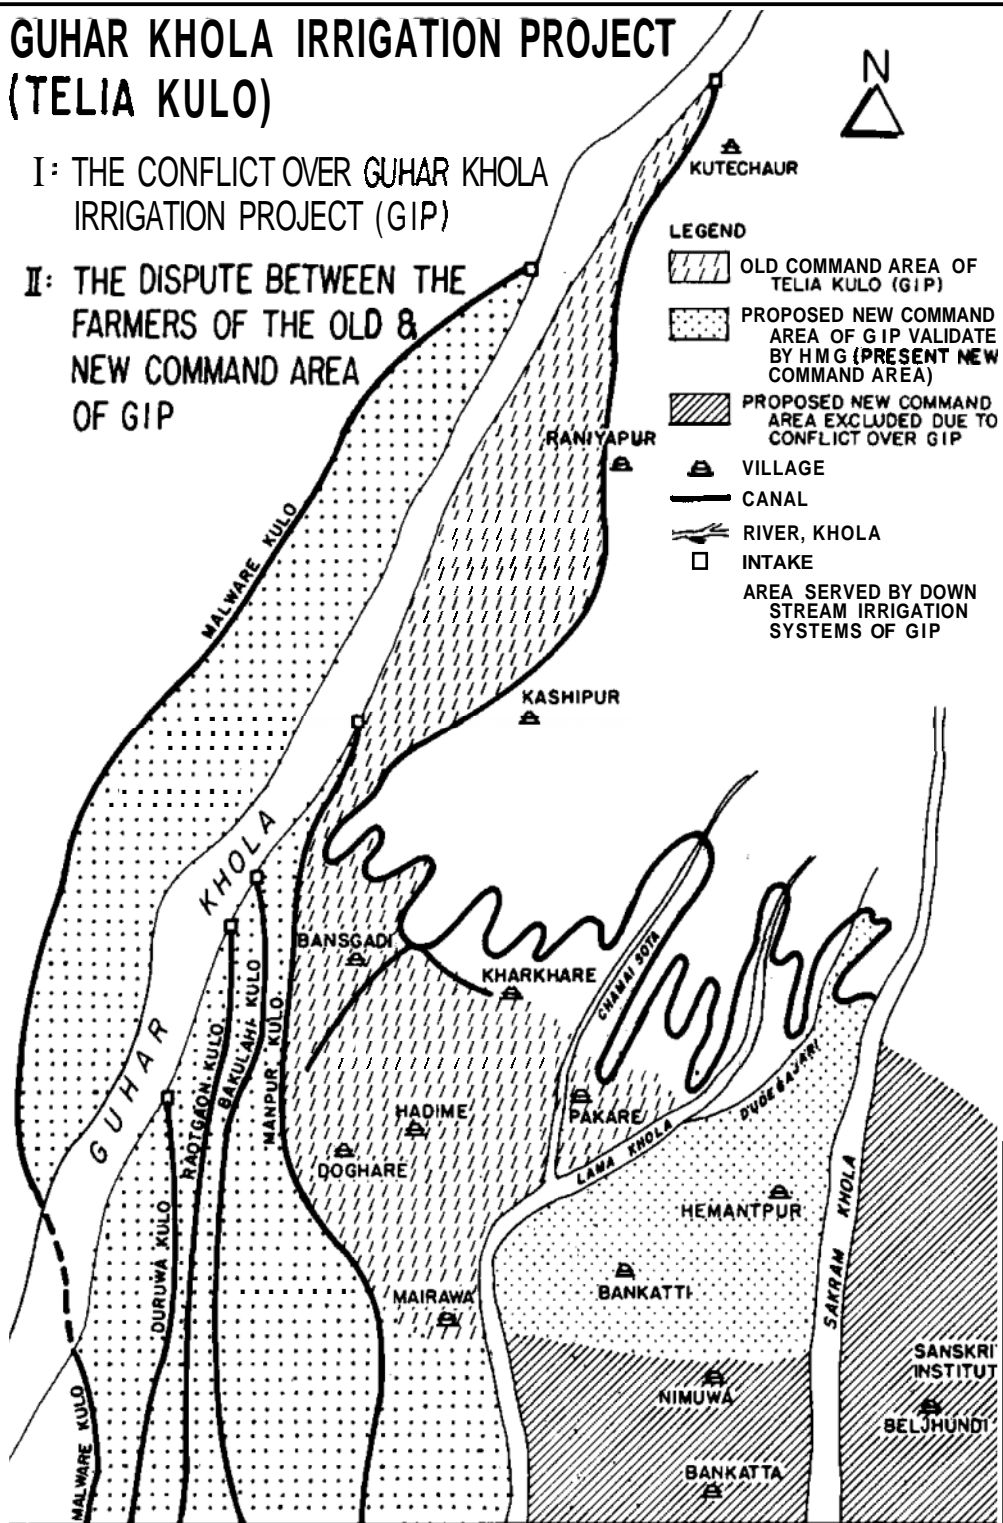 GUHAR KHOLA IRRIGATION PROJECT
(TELIA KULO)
I: THE CONFLICT OVER GUHAR KHOLA
IRRIGATION PROJECT (GIP)
II: THE DISPUTE BETWEEN THE
FARMERS OF THE OLD &
NEW COMMAND AREA
OF GIP
N
KUTECHAUR
LEGEND
OLD COMMAND AREA OF
TELIA KULO (GIP)
PROPOSED NEW COMMAND
AREA OF GIP VALIDATE
BY HMG (PRESENT NEW
COMMAND AREA)
PROPOSED NEW COMMAND
AREA EXCLUDED DUE TO
CONFLICT OVER GIP
VILLAGE
CANAL
RIVER, KHOLA
INTAKE
AREA SERVED BY DOWN
STREAM IRRIGATION
SYSTEMS OF GIP
RANIYAPUR
MALWARE KULO
KASHIPUR
GUHAR KHOLA
BANSGADI
KHARKHARE
CHAMAI SOTA
MANPUR KULO
BAKULAHI KULO
RAOTGAON KULO
DURUWA KULO
HADIME
DOGHARE
PAKARE
LAMA KHOLA
DUDEGAJARI
HEMANTPUR
SAKRAM KHOLA
BANKATTI
MAIRAWA
NIMUWA
SANSKRI
INSTITUT
BELJHUNDI
MALWARE KULO
BANKATTA